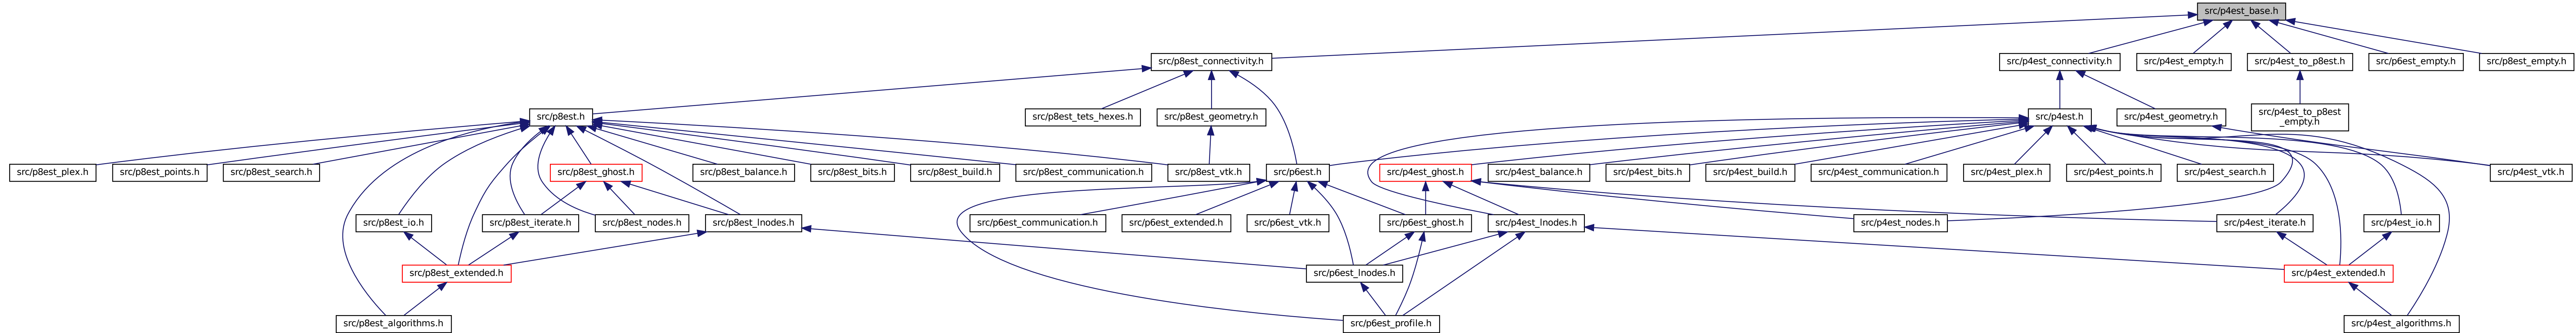 src/p4est_base.h
src/p8est_connectivity.h
src/p4est_connectivity.h
src/p4est_empty.h
src/p4est_to_p8est.h
src/p6est_empty.h
src/p8est_empty.h
src/p8est.h
src/p8est_tets_hexes.h
src/p8est_geometry.h
src/p4est.h
src/p4est_geometry.h
src/p4est_to_p8est
_empty.h
src/p8est_plex.h
src/p8est_points.h
src/p8est_search.h
src/p8est_ghost.h
src/p8est_balance.h
src/p8est_bits.h
src/p8est_build.h
src/p8est_communication.h
src/p8est_vtk.h
src/p6est.h
src/p4est_ghost.h
src/p4est_balance.h
src/p4est_bits.h
src/p4est_build.h
src/p4est_communication.h
src/p4est_plex.h
src/p4est_points.h
src/p4est_search.h
src/p4est_vtk.h
src/p8est_io.h
src/p8est_iterate.h
src/p8est_nodes.h
src/p8est_lnodes.h
src/p6est_communication.h
src/p6est_extended.h
src/p6est_vtk.h
src/p6est_ghost.h
src/p4est_lnodes.h
src/p4est_nodes.h
src/p4est_iterate.h
src/p4est_io.h
src/p8est_extended.h
src/p6est_lnodes.h
src/p4est_extended.h
src/p8est_algorithms.h
src/p6est_profile.h
src/p4est_algorithms.h